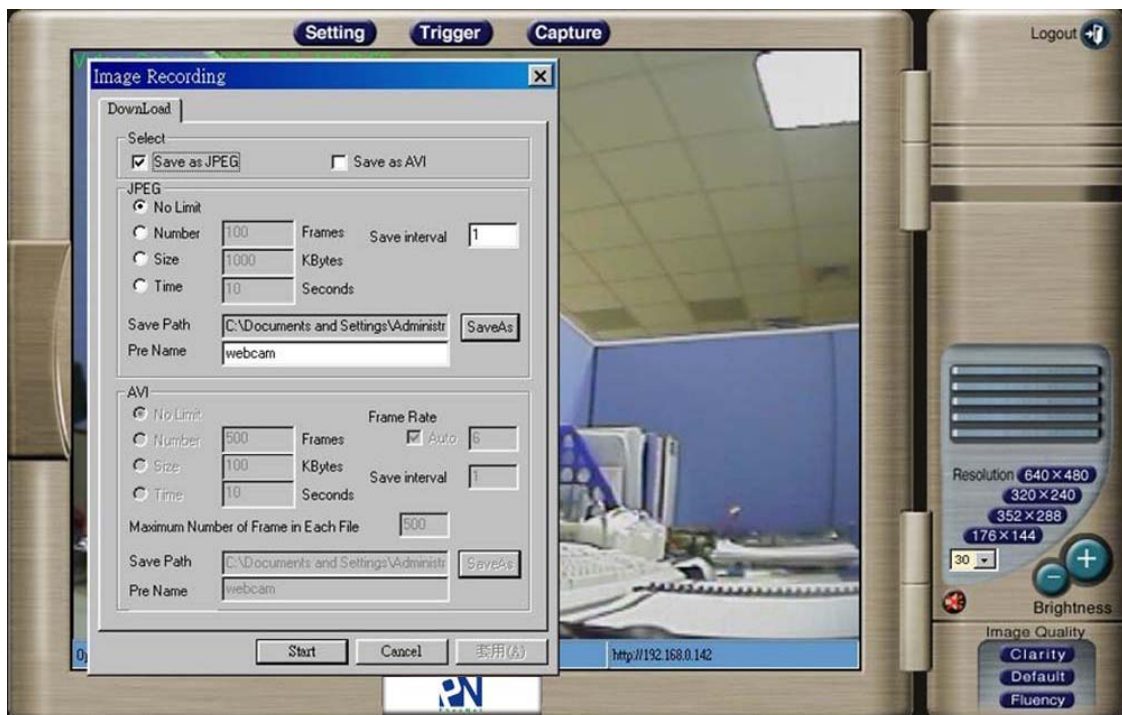 Setting
Trigger
Capture
Logout
Image Recording
DownLoad
Select
Save as JPEG
Save as AVI
JPEG
No Limit
Number 100 Frames
Save interval 1
Size 1000 KBytes
Time 10 Seconds
Save Path C:\Documents and Settings\Administr SaveAs
Pre Name webcam
AVI
No Limit
Frame Rate
Number 500 Frames
Auto 6
Size 100 KBytes
Save interval 1
Time 10 Seconds
Maximum Number of Frame in Each File 500
Save Path C:\Documents and Settings\Administr SaveAs
Pre Name webcam
Start
Cancel
套用(A)
http://192.168.0.142
PN
Resolution 640×480
320×240
352×288
176×144
30
Brightness
Image Quality
Clarity
Default
Fluency